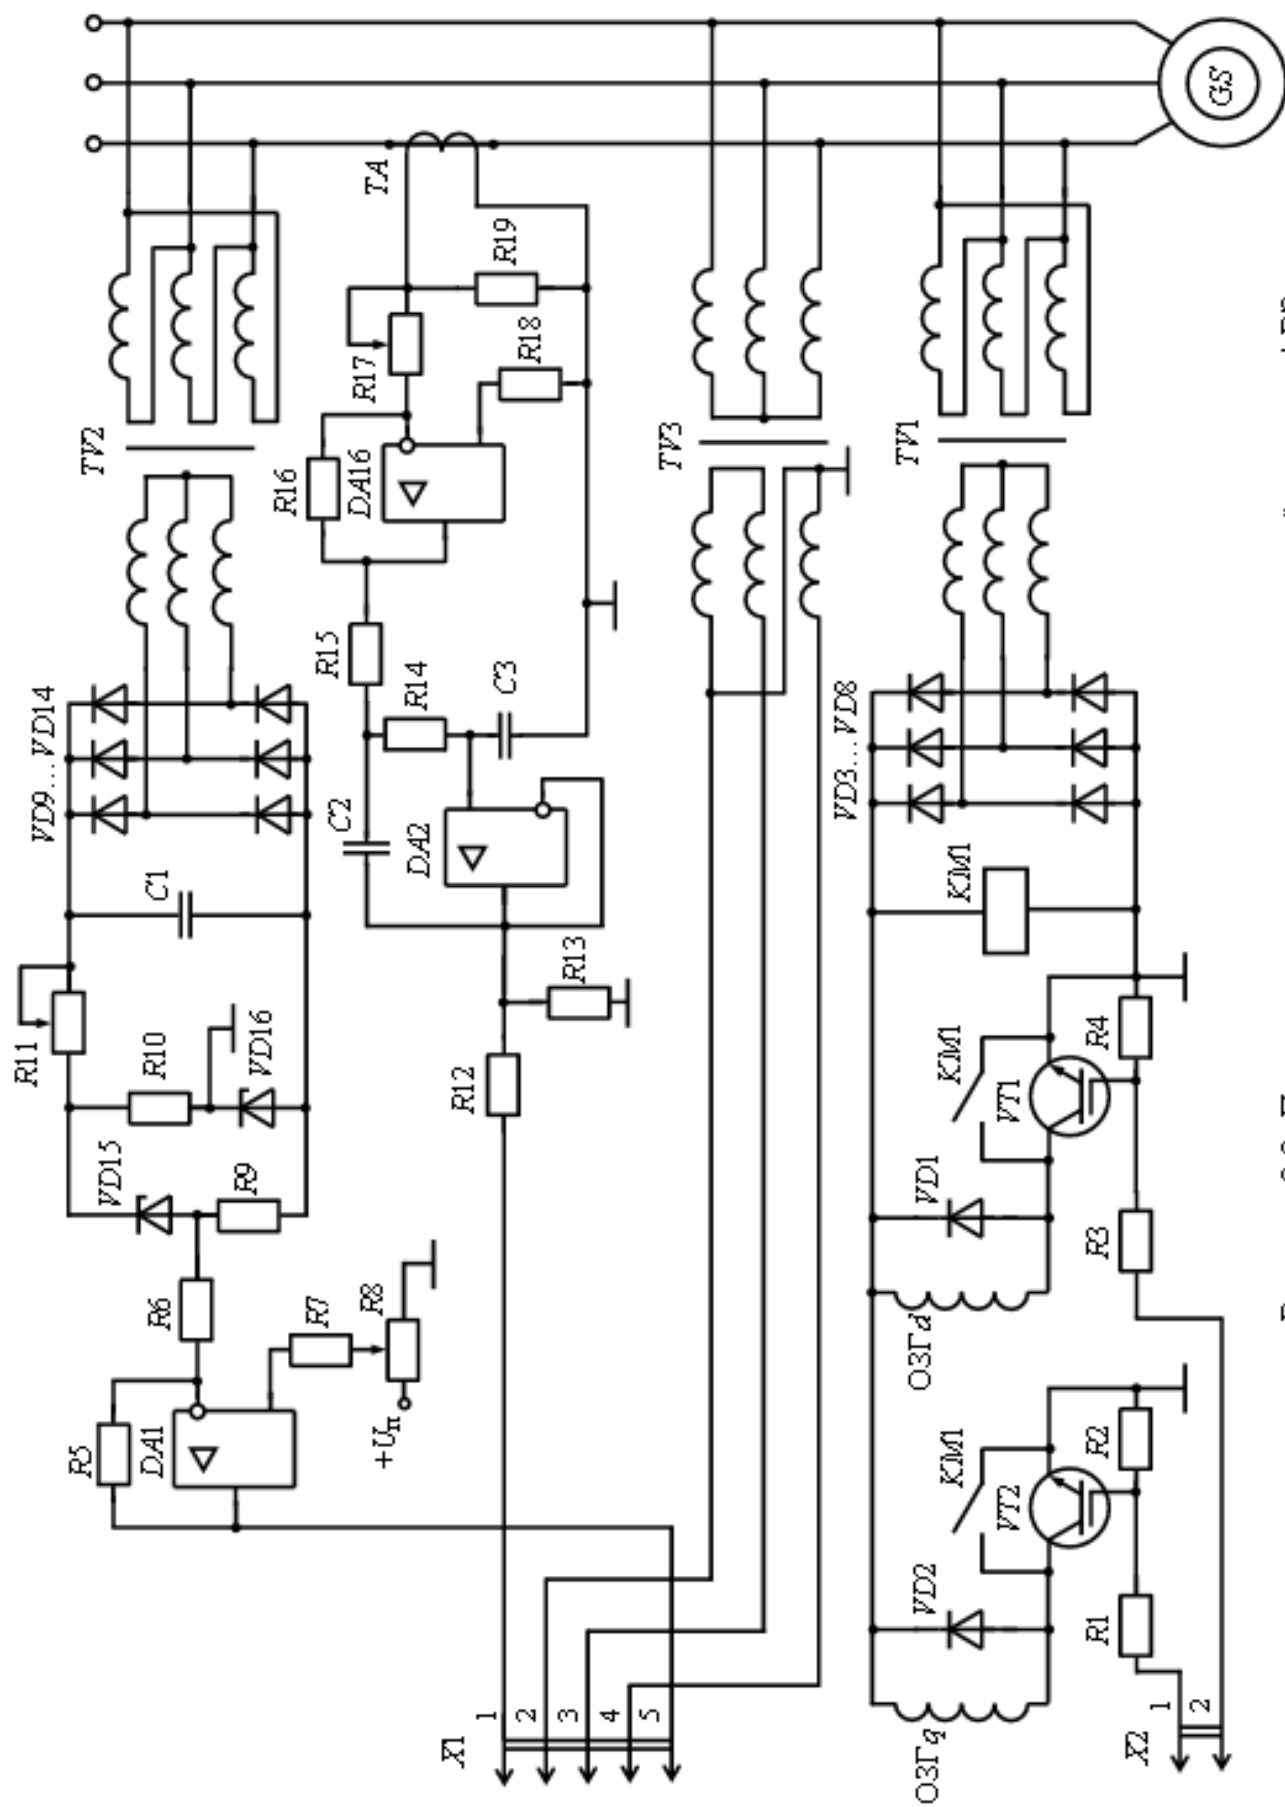 GS
TA
R19
R18
R17
TV2
R16
DA16
TV3
TV1
R15
R14
C3
VD9...VD14
C2
DA2
VD3...VD8
C1
KM1
R11
R10
VD16
R13
R12
KM1
VT1
R4
VD15
R9
VD1
R3
R6
R7
R8
ОЗГd
R5
DA1
+Uп
KM1
VT2
R2
VD2
R1
X1
1
2
3
4
5
ОЗГq
X2
1
2